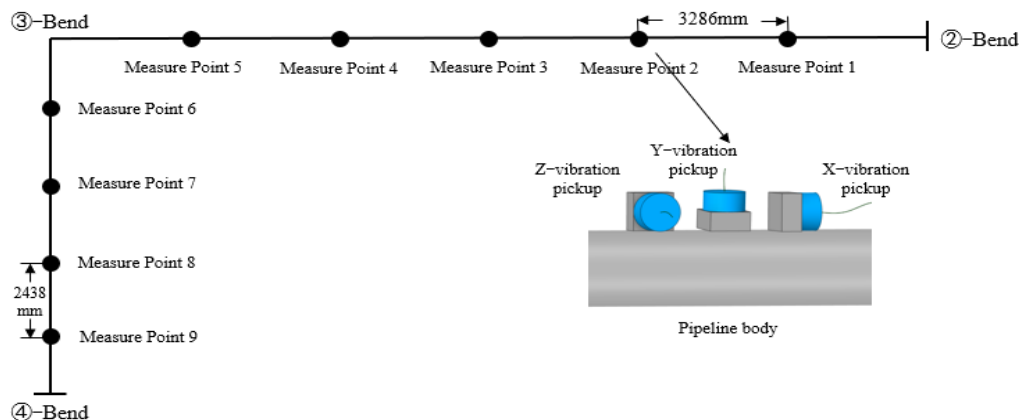 ③-Bend
3286mm
②-Bend
Measure Point 5
Measure Point 4
Measure Point 3
Measure Point 2
Measure Point 1
Measure Point 6
Measure Point 7
Measure Point 8
2438
mm
Measure Point 9
④-Bend
Z-vibration
pickup
Y-vibration
pickup
X-vibration
pickup
Pipeline body